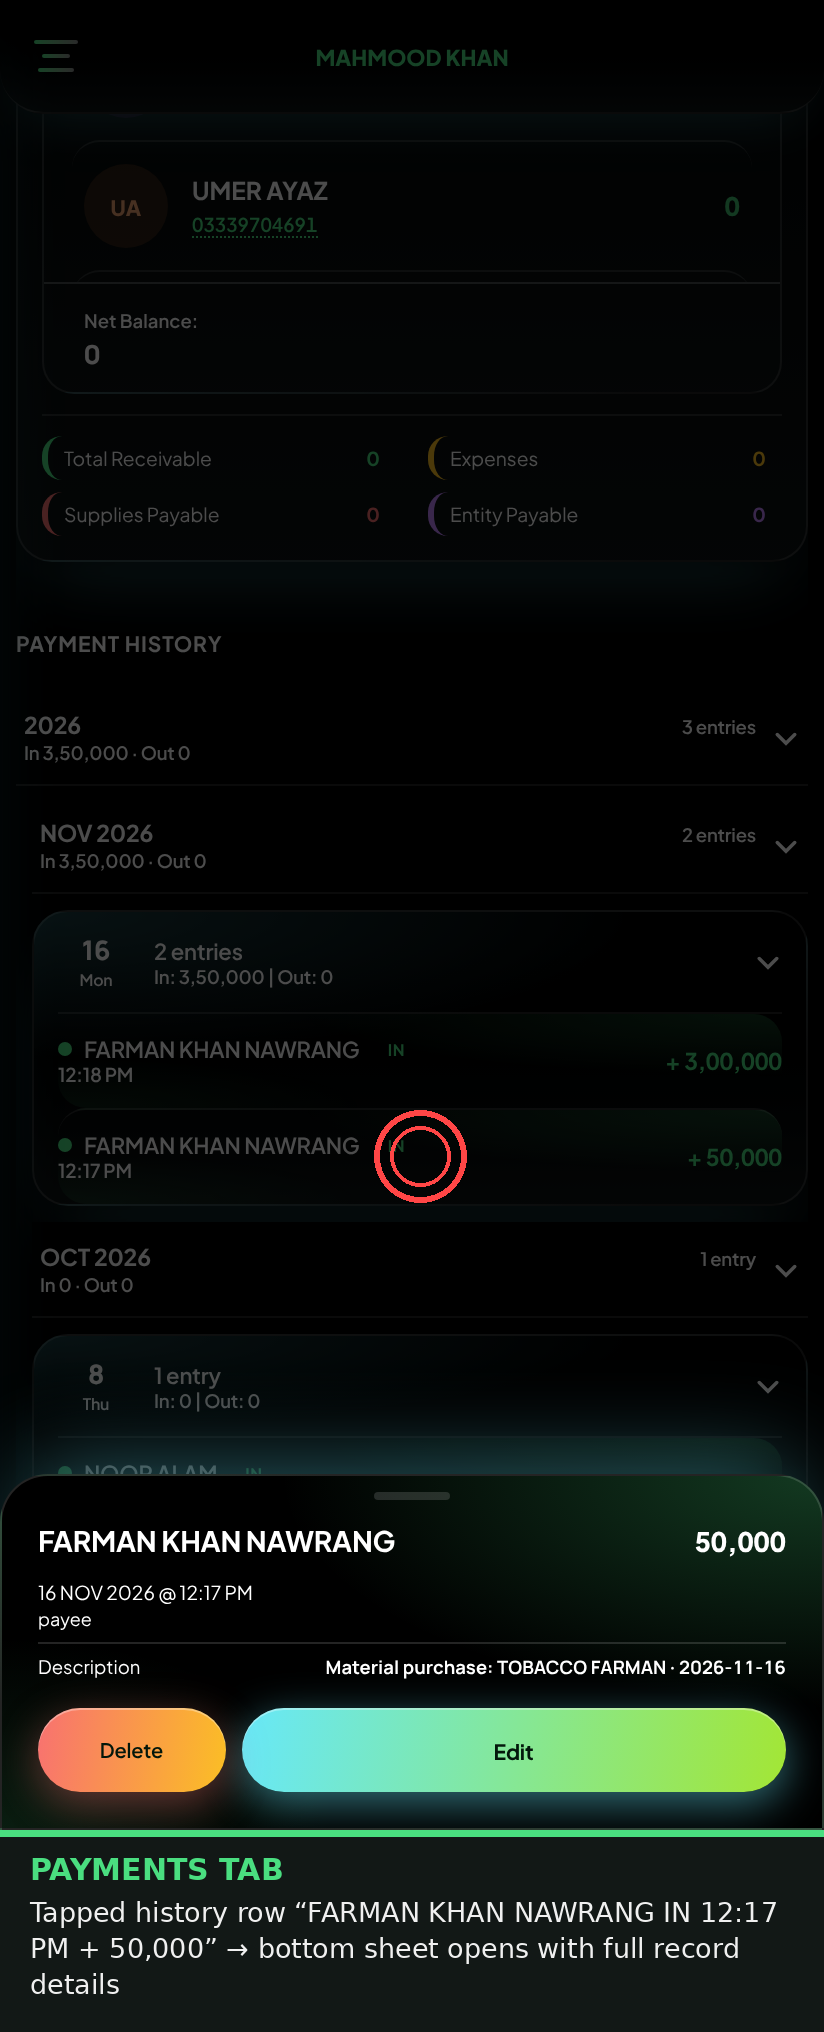 MAHMOOD KHAN
UA
UMER AYAZ
03339704691
0
Net Balance:
0
Total Receivable 0
Expenses 0
Supplies Payable 0
Entity Payable 0
PAYMENT HISTORY
2026
In 3,50,000 · Out 0
3 entries
NOV 2026
In 3,50,000 · Out 0
2 entries
16
Mon
2 entries
In: 3,50,000 | Out: 0
FARMAN KHAN NAWRANG IN
12:18 PM
+ 3,00,000
FARMAN KHAN NAWRANG IN
12:17 PM
+ 50,000
OCT 2026
In 0 · Out 0
1 entry
8
Thu
1 entry
In: 0 | Out: 0
NOOR ALAM IN
FARMAN KHAN NAWRANG 50,000
16 NOV 2026 @ 12:17 PM
payee
Description Material purchase: TOBACCO FARMAN · 2026-11-16
Delete
Edit
PAYMENTS TAB
Tapped history row “FARMAN KHAN NAWRANG IN 12:17
PM + 50,000” → bottom sheet opens with full record
details